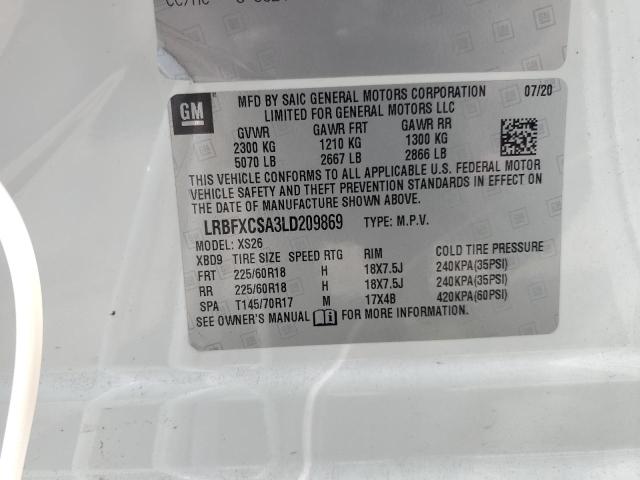 GM
MFD BY SAIC GENERAL MOTORS CORPORATION 07/20
LIMITED FOR GENERAL MOTORS LLC
GVWR GAWR FRT GAWR RR
2300 KG 1210 KG 1300 KG
5070 LB 2667 LB 2866 LB
THIS VEHICLE CONFORMS TO ALL APPLICABLE U.S. FEDERAL MOTOR
VEHICLE SAFETY AND THEFT PREVENTION STANDARDS IN EFFECT ON
THE DATE OF MANUFACTURE SHOWN ABOVE.
LRBFXCSA3LD209869 TYPE: M.P.V.
MODEL: XS26
XBD9 TIRE SIZE SPEED RTG RIM COLD TIRE PRESSURE
FRT 225/60R18 H 18X7.5J 240KPA(35PSI)
RR 225/60R18 H 18X7.5J 240KPA(35PSI)
SPA T145/70R17 M 17X4B 420KPA(60PSI)
SEE OWNER'S MANUAL FOR MORE INFORMATION.